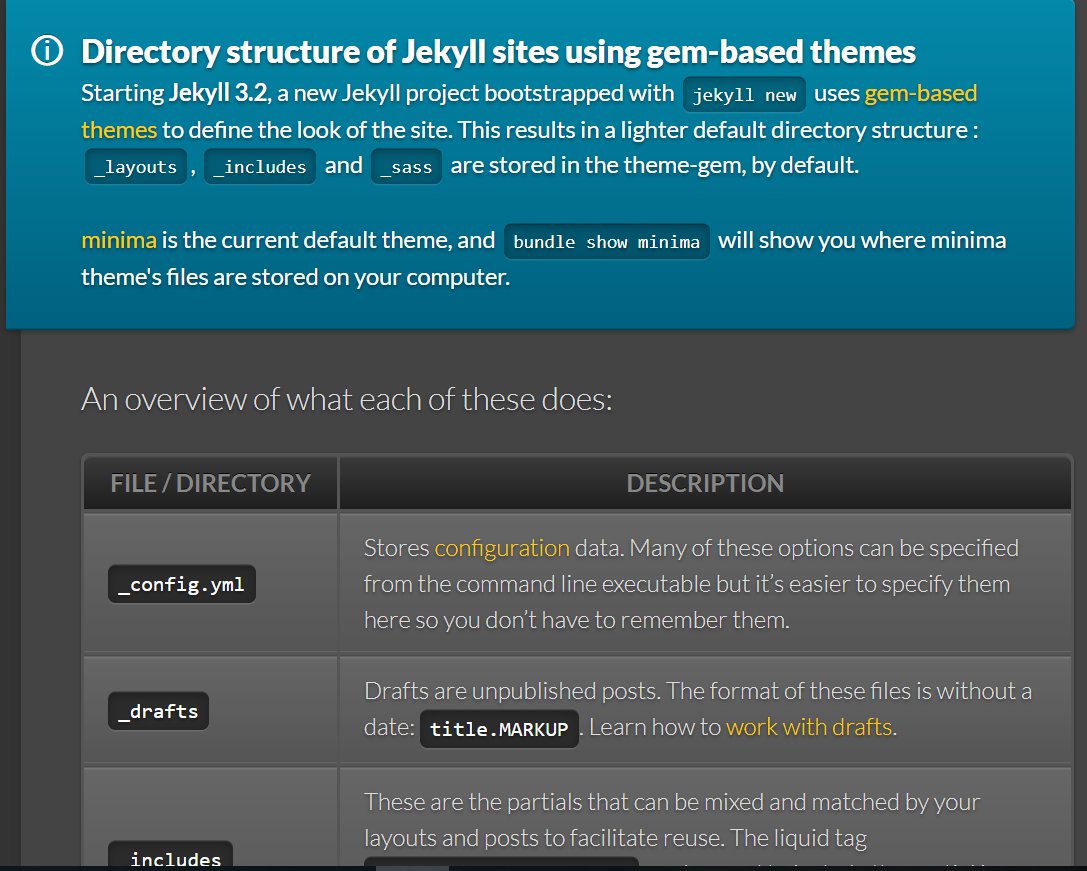 Directory structure of Jekyll sites using gem-based themes
Starting Jekyll 3.2, a new Jekyll project bootstrapped with jekyll new uses gem-based
themes to define the look of the site. This results in a lighter default directory structure :
_layouts , _includes and _sass are stored in the theme-gem, by default.
minima is the current default theme, and bundle show minima will show you where minima
theme's files are stored on your computer.
An overview of what each of these does:
FILE / DIRECTORY
DESCRIPTION
_config.yml
Stores configuration data. Many of these options can be specified
from the command line executable but it’s easier to specify them
here so you don’t have to remember them.
_drafts
Drafts are unpublished posts. The format of these files is without a
date: title.MARKUP. Learn how to work with drafts.
_includes
These are the partials that can be mixed and matched by your
layouts and posts to facilitate reuse. The liquid tag